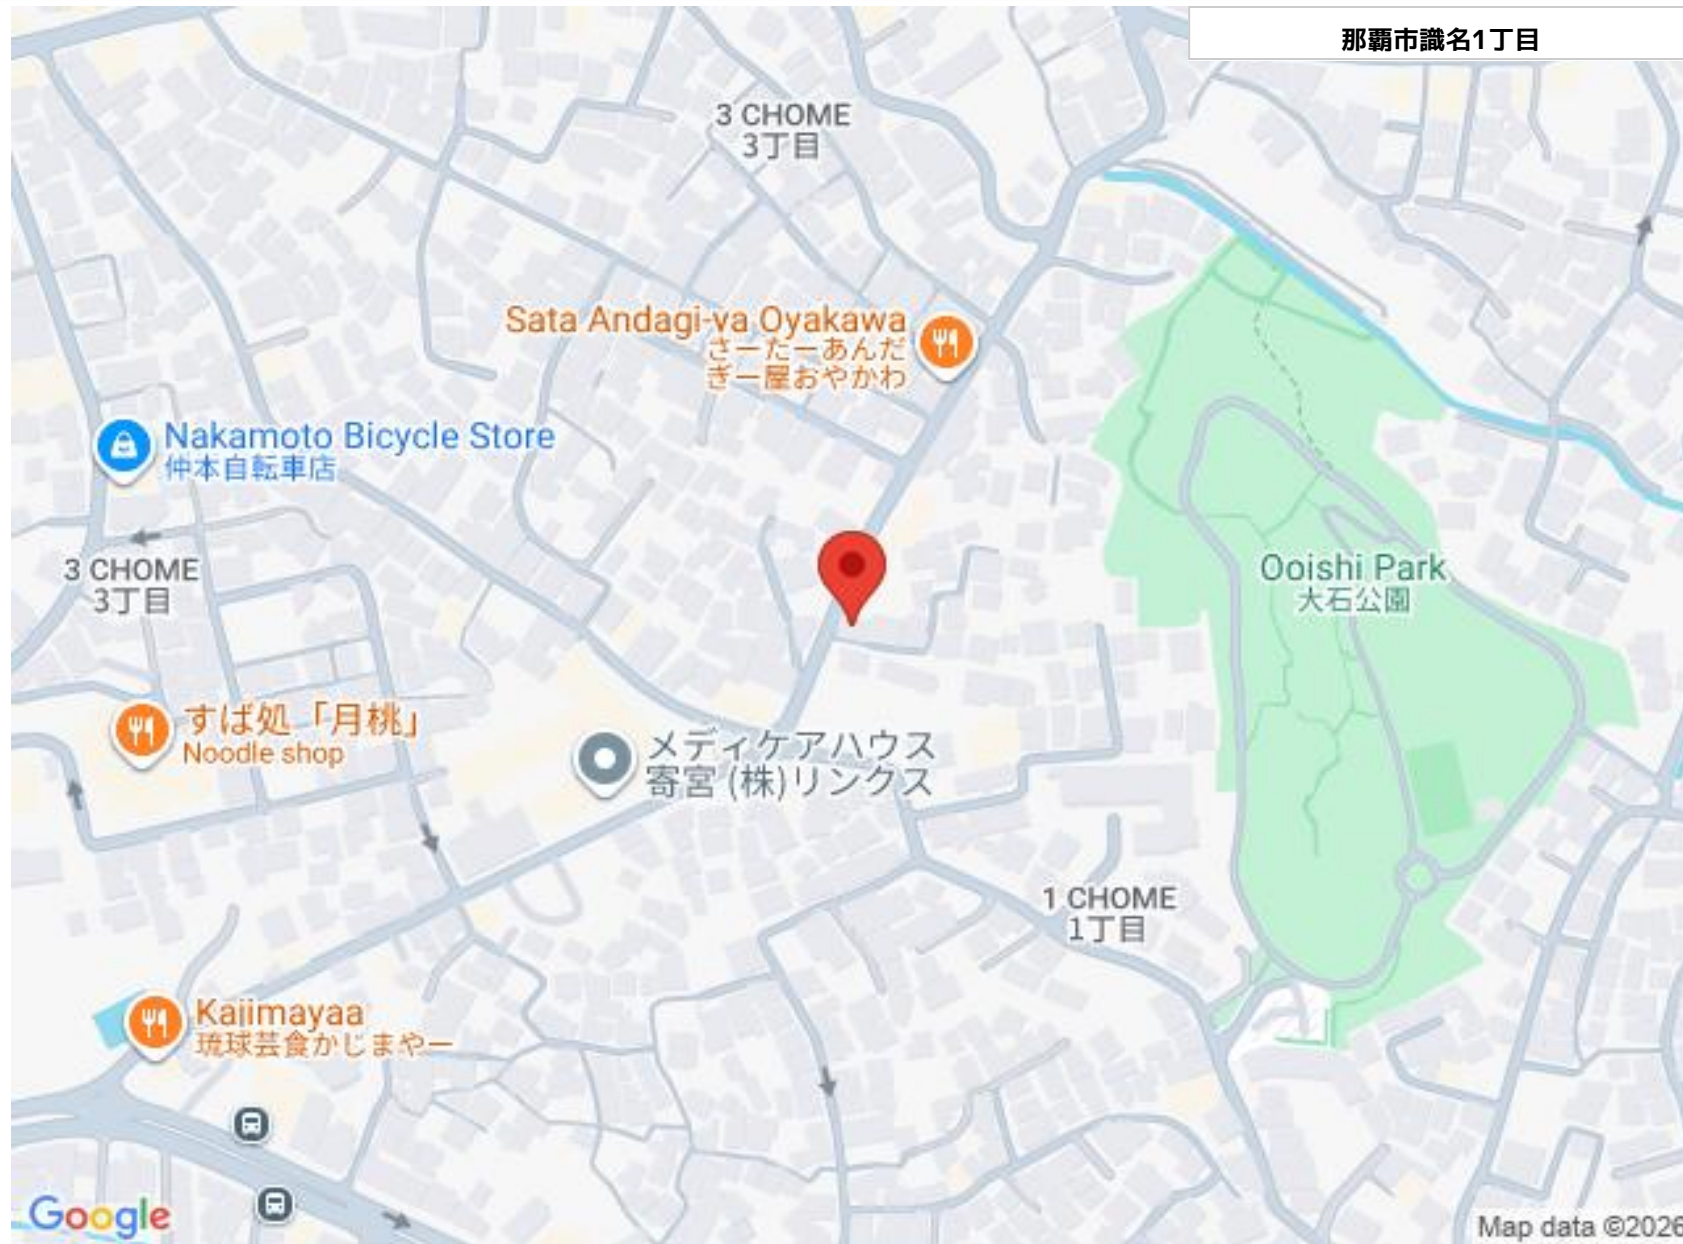 那覇市識名1丁目
3 CHOME
3丁目
Sata Andagi-ya Oyakawa
さーたーあんだ
ぎー屋おやかわ
Nakamoto Bicycle Store
仲本自転車店
3 CHOME
3丁目
Ooishi Park
大石公園
すば処「月桃」
Noodle shop
メディケアハウス
寄宮 (株)リンクス
1 CHOME
1丁目
Kajimayaa
琉球芸食かじまやー
Google
Map data ©2026